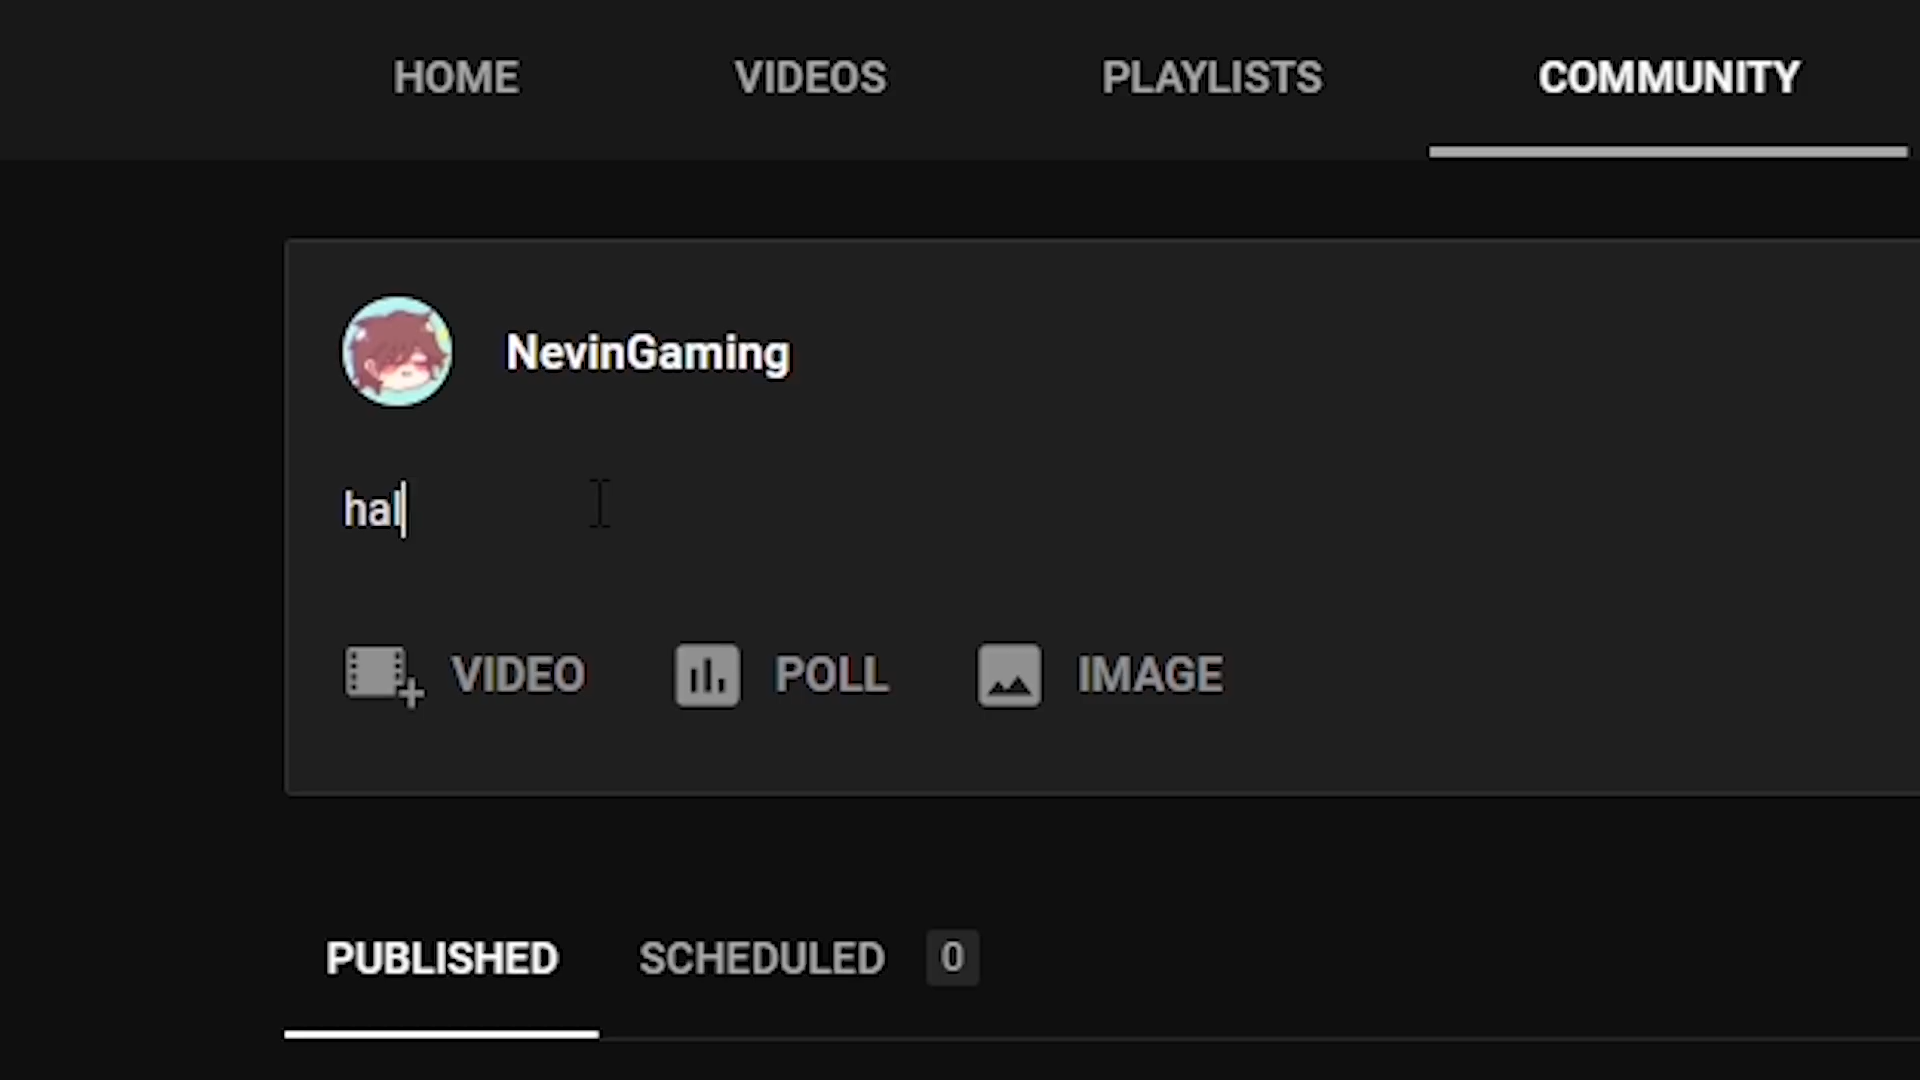 HOME VIDEOS PLAYLISTS COMMUNITY
NevinGaming
hal
VIDEO POLL IMAGE
PUBLISHED SCHEDULED 0